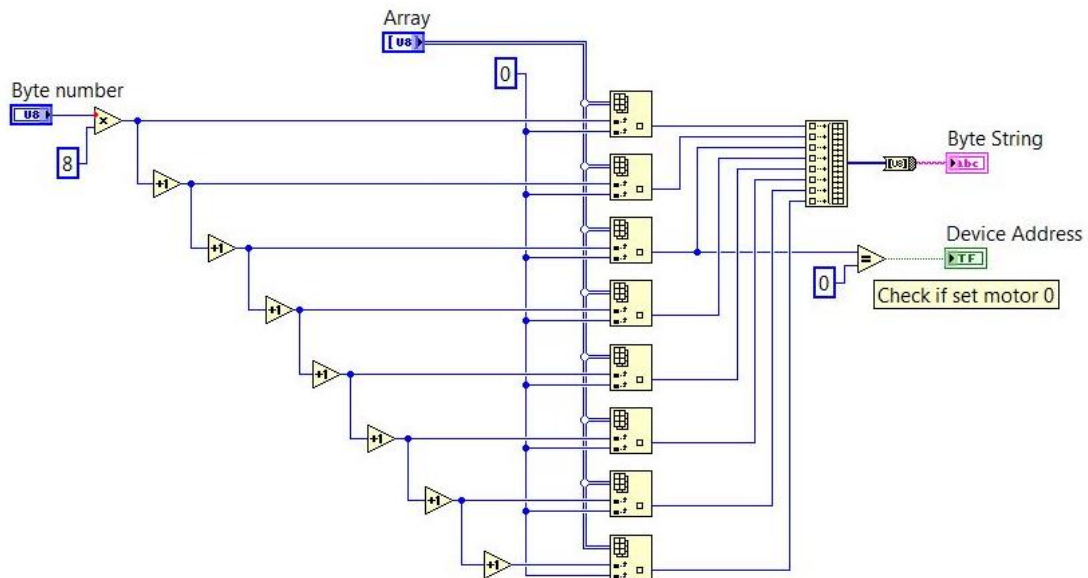 Array
[U8]
0
Byte number
U8
×
8
Byte String
[U8]
abc
+1
+1
Device Address
=
TF
0
Check if set motor 0
+1
+1
+1
+1
+1